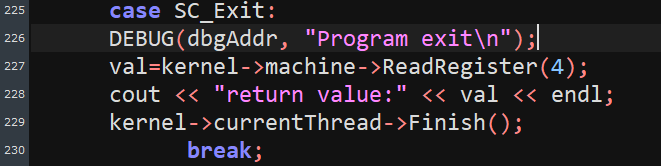 225 case SC_Exit:
226 DEBUG(dbgAddr, "Program exit\n");
227 val=kernel->machine->ReadRegister(4);
228 cout << "return value:" << val << endl;
229 kernel->currentThread->Finish();
230 break;